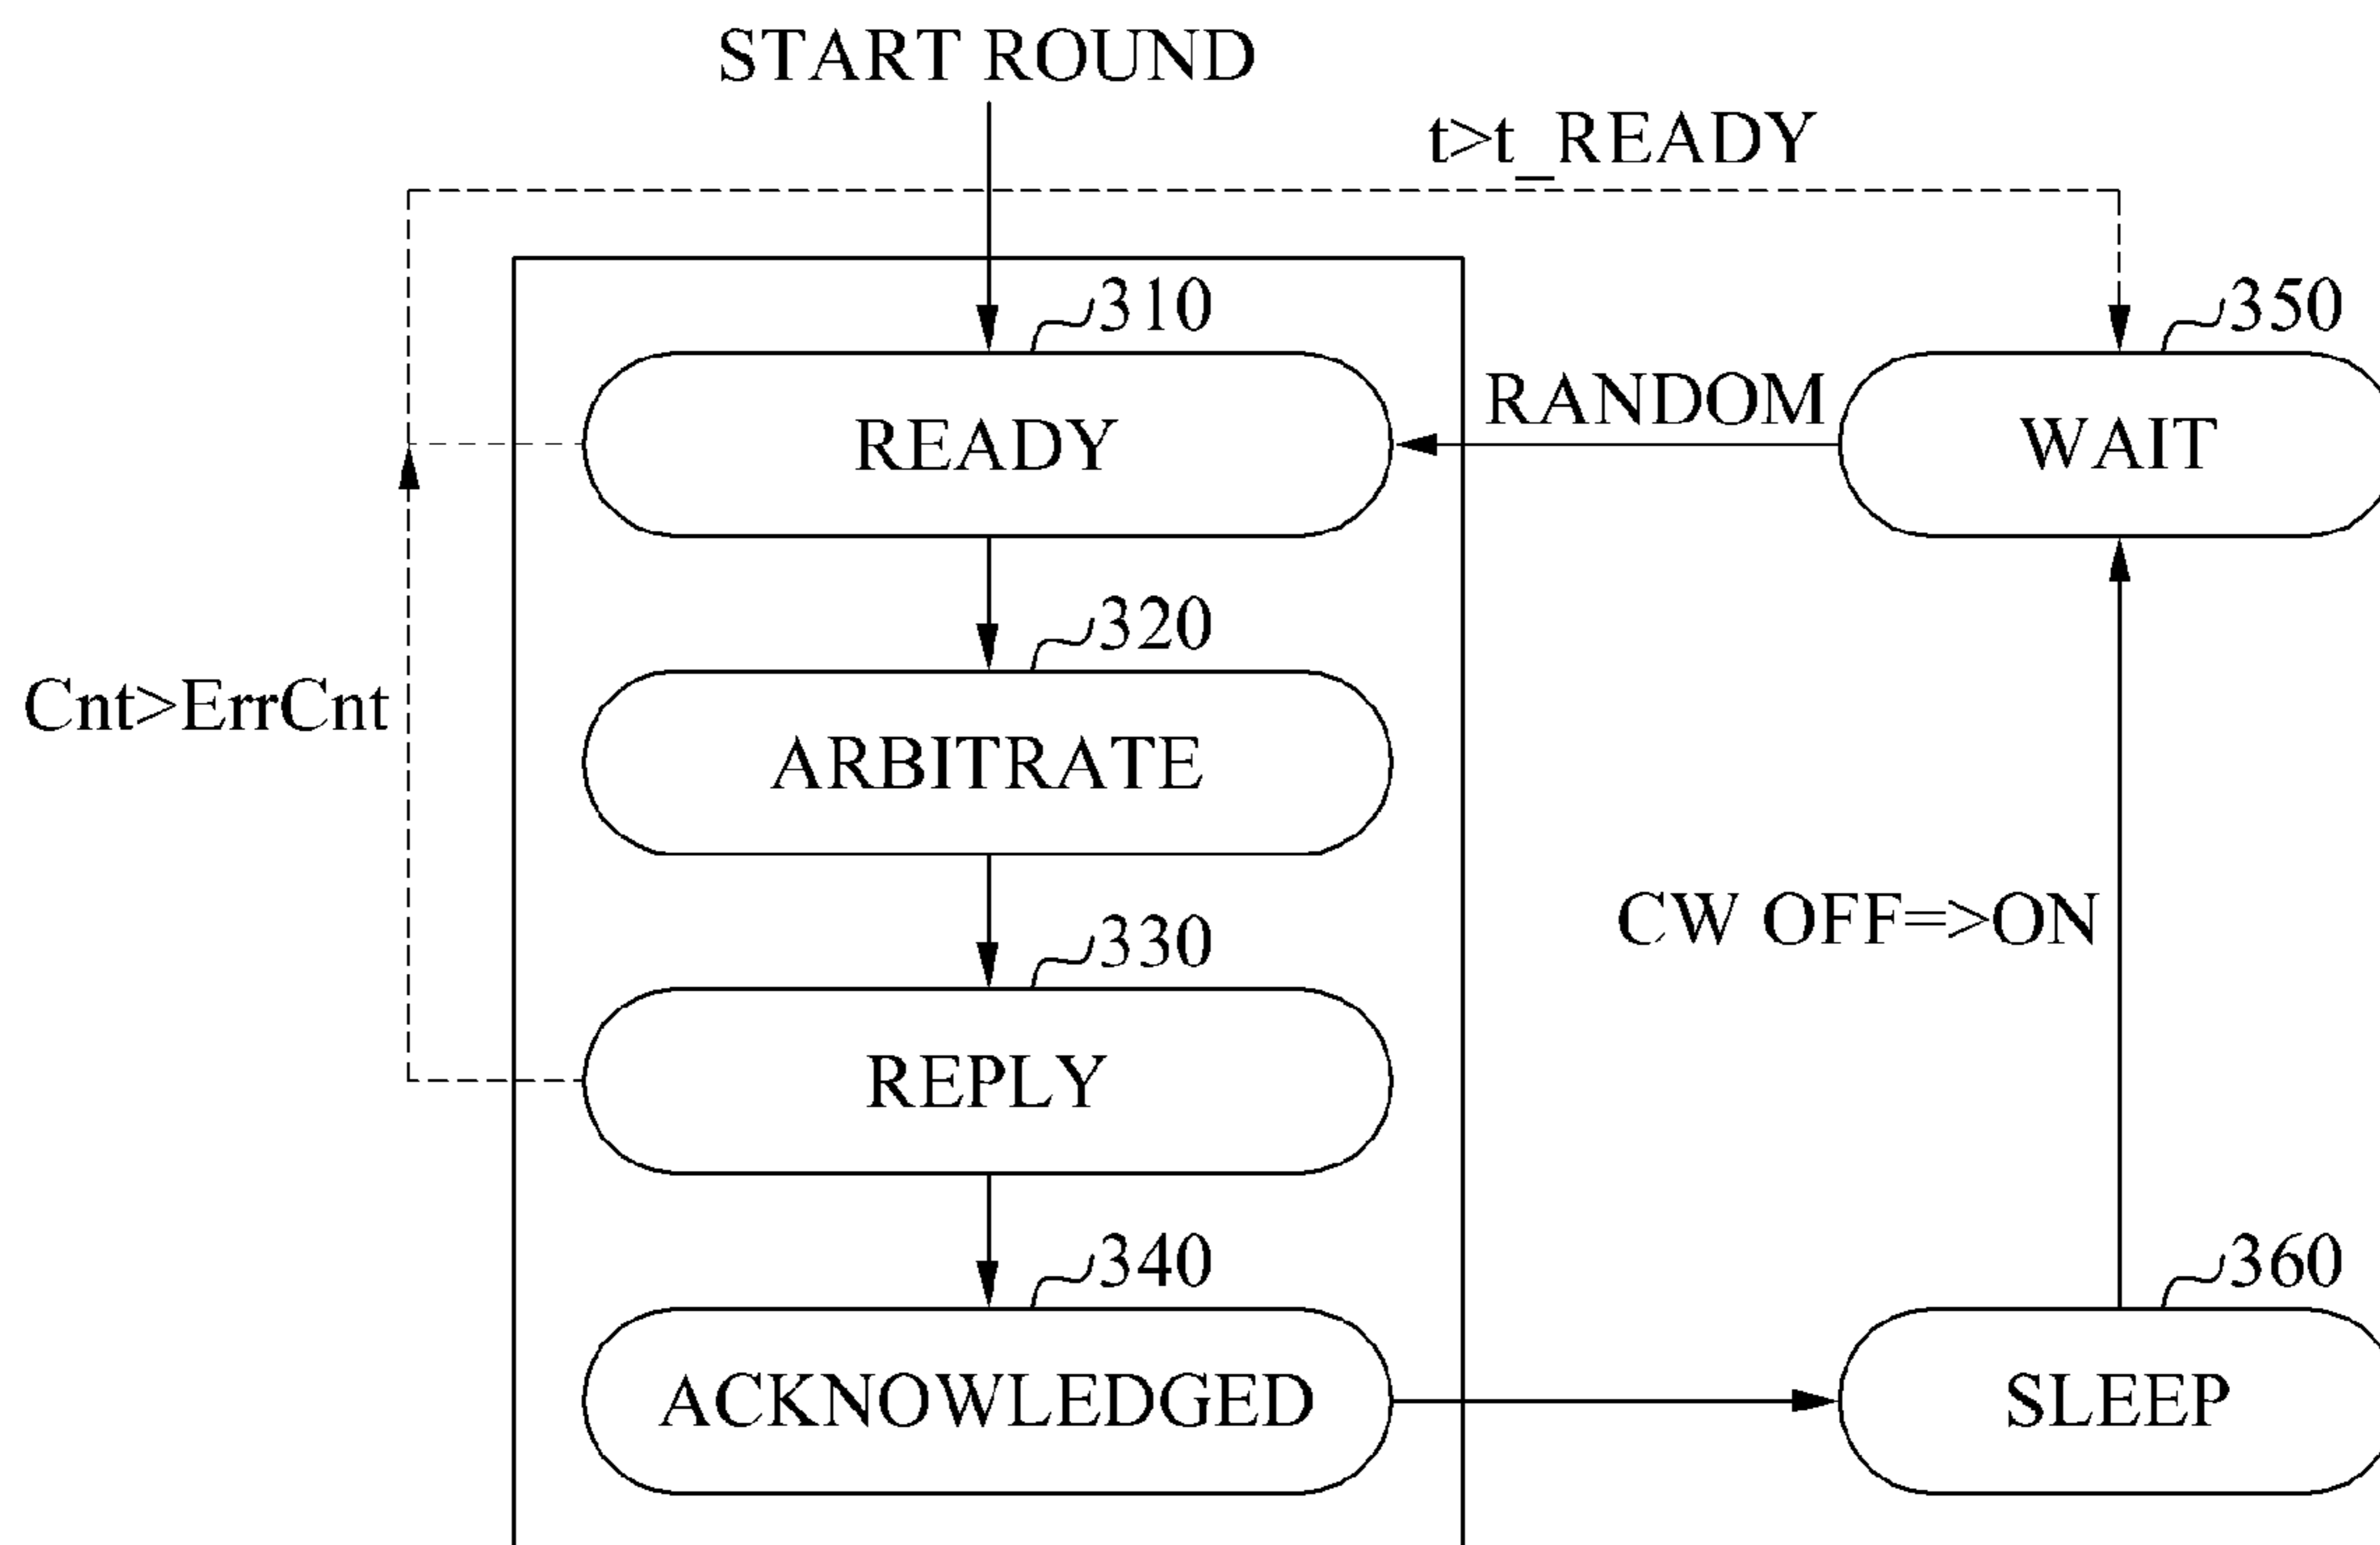 START ROUND
t>t_READY
310
350
READY
RANDOM
WAIT
320
ARBITRATE
Cnt>ErrCnt
330
CW OFF=>ON
REPLY
340
360
ACKNOWLEDGED
SLEEP